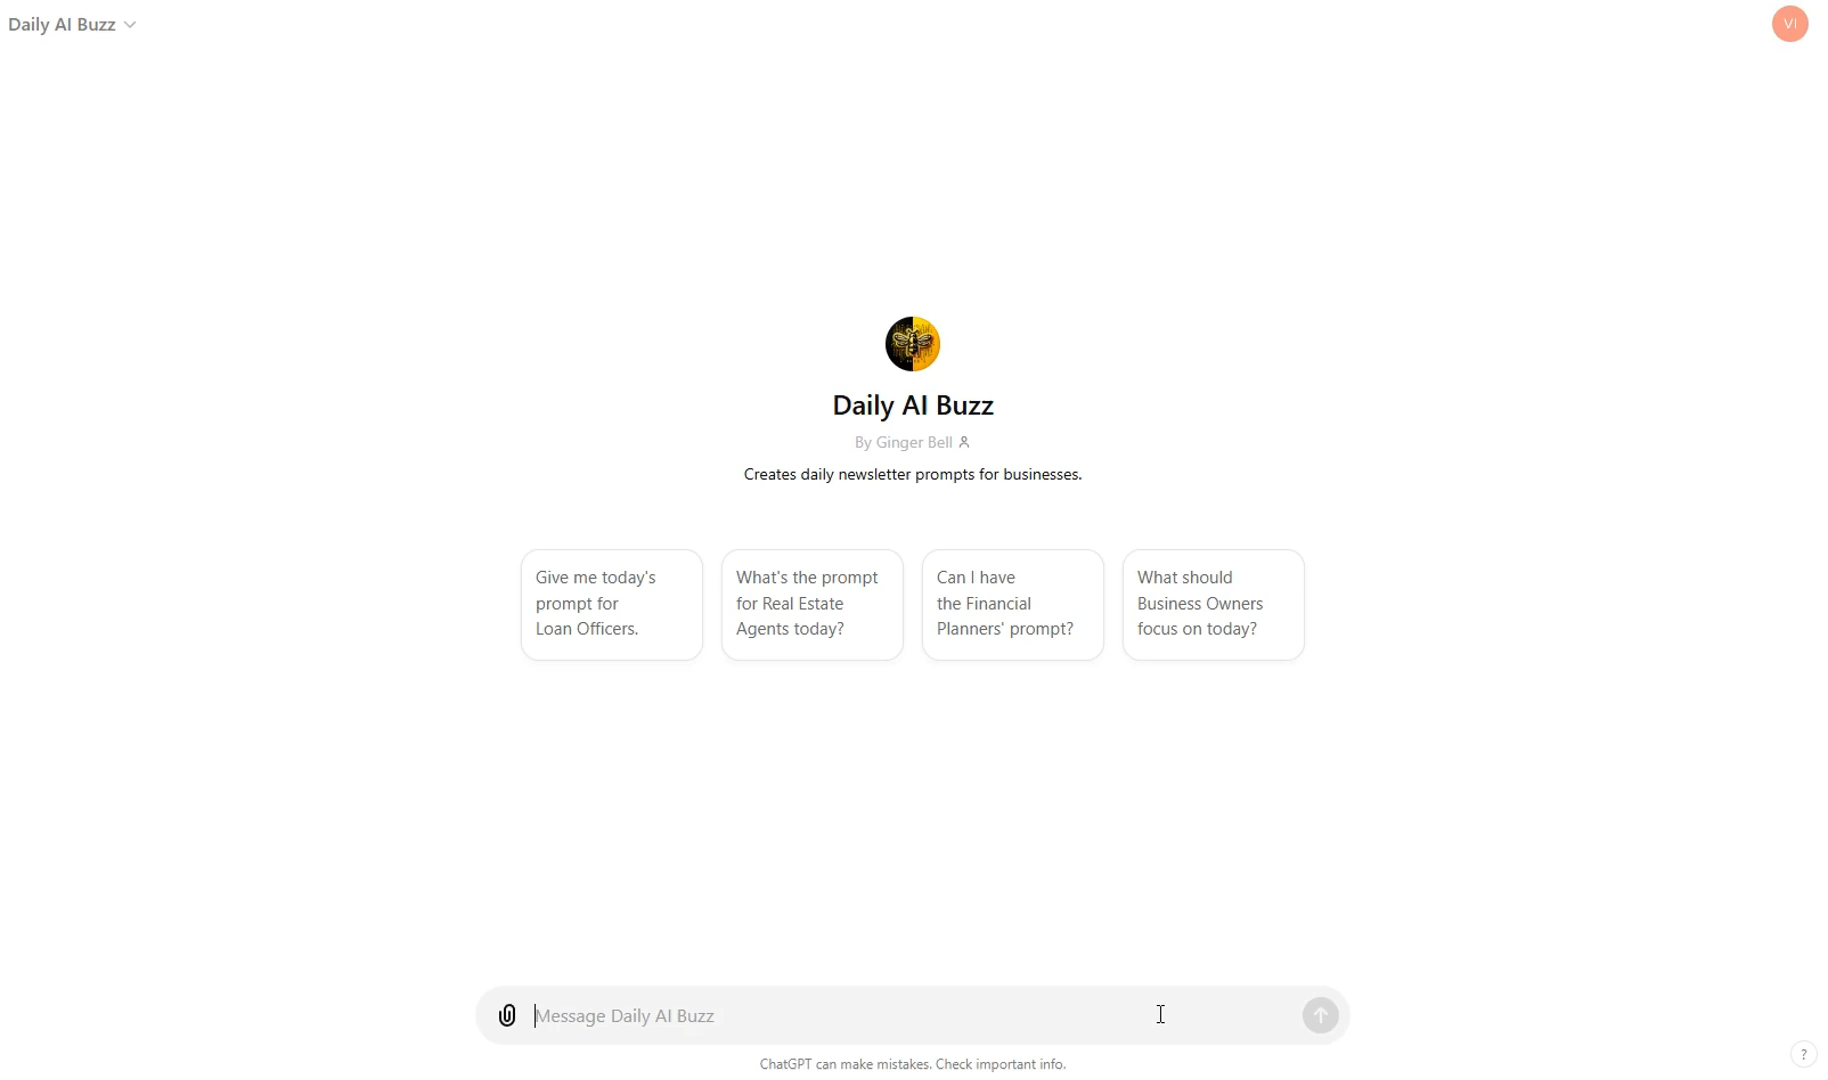 Daily AI Buzz
VI
Daily AI Buzz
By Ginger Bell
Creates daily newsletter prompts for businesses.
Give me today's
prompt for
Loan Officers.
What's the prompt
for Real Estate
Agents today?
Can I have
the Financial
Planners' prompt?
What should
Business Owners
focus on today?
Message Daily AI Buzz
ChatGPT can make mistakes. Check important info.
?